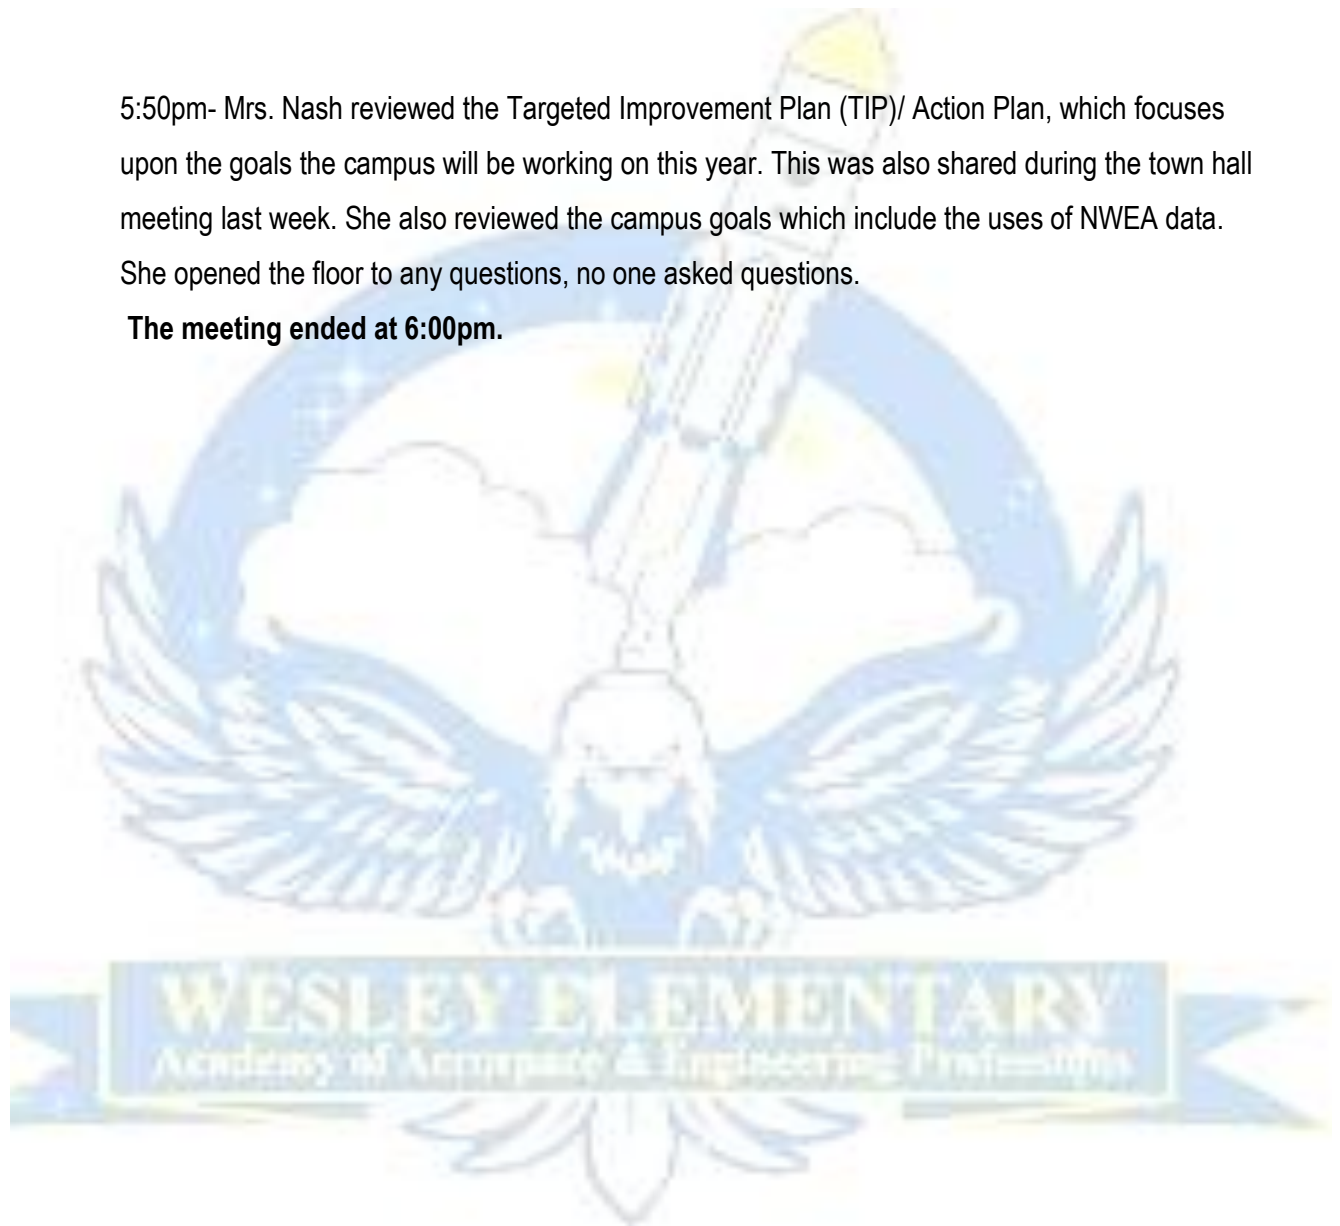 5:50pm- Mrs. Nash reviewed the Targeted Improvement Plan (TIP)/ Action Plan, which focuses
upon the goals the campus will be working on this year. This was also shared during the town hall
meeting last week. She also reviewed the campus goals which include the uses of NWEA data.
She opened the floor to any questions, no one asked questions.
The meeting ended at 6:00pm.
WESLEY ELEMENTARY
Academy of Aerospace & Engineering Professions